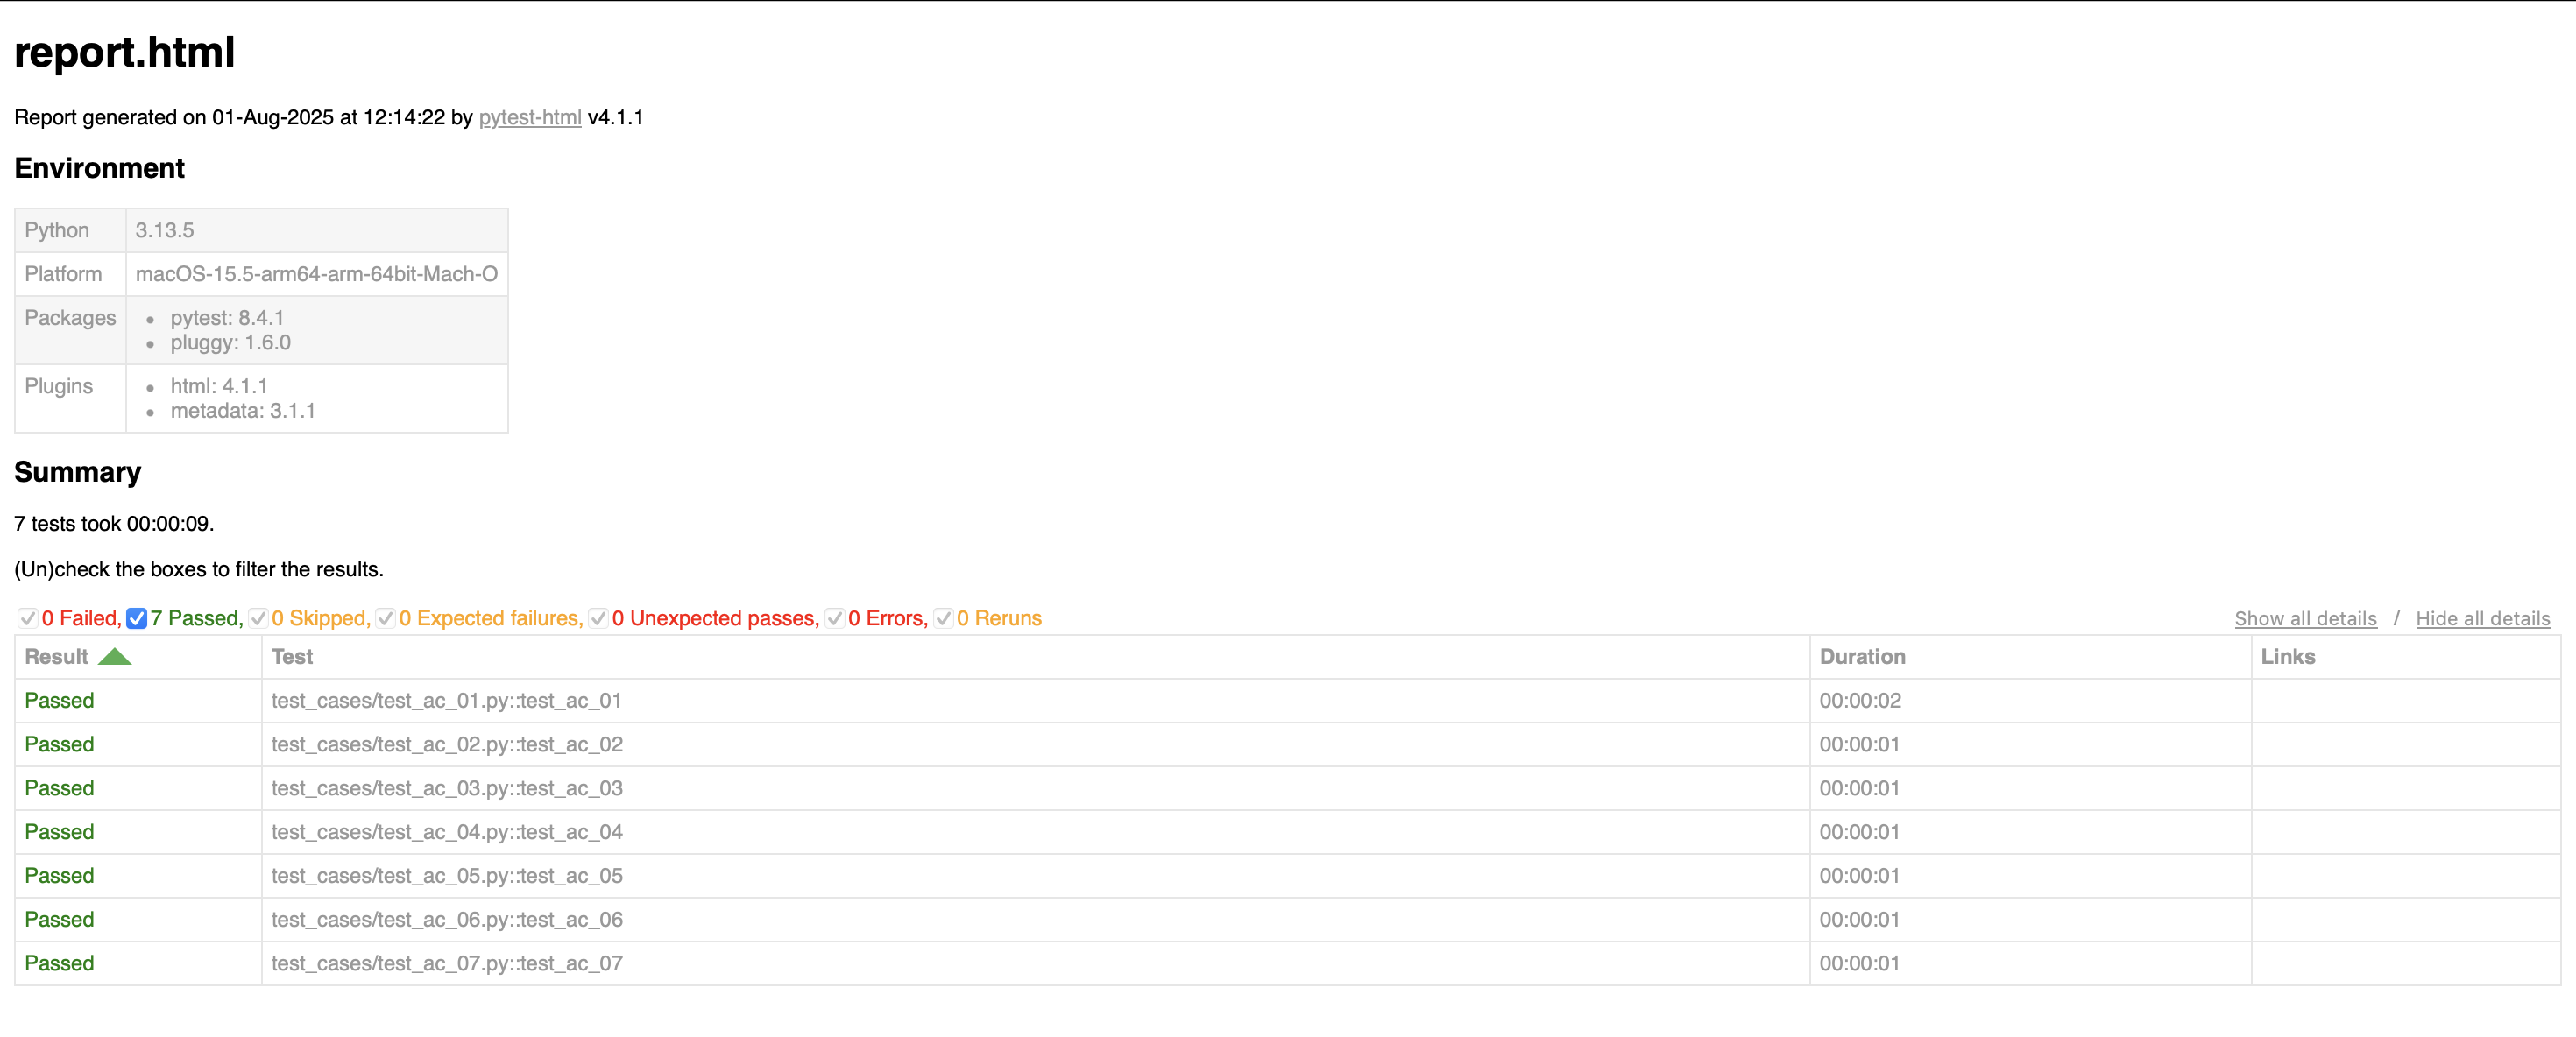 report.html
Report generated on 01-Aug-2025 at 12:14:22 by pytest-html v4.1.1
Environment
Python 3.13.5
Platform macOS-15.5-arm64-arm-64bit-Mach-O
Packages • pytest: 8.4.1
• pluggy: 1.6.0
Plugins • html: 4.1.1
• metadata: 3.1.1
Summary
7 tests took 00:00:09.
(Un)check the boxes to filter the results.
0 Failed, 7 Passed, 0 Skipped, 0 Expected failures, 0 Unexpected passes, 0 Errors, 0 Reruns Show all details / Hide all details
Result Test Duration Links
Passed test_cases/test_ac_01.py::test_ac_01 00:00:02
Passed test_cases/test_ac_02.py::test_ac_02 00:00:01
Passed test_cases/test_ac_03.py::test_ac_03 00:00:01
Passed test_cases/test_ac_04.py::test_ac_04 00:00:01
Passed test_cases/test_ac_05.py::test_ac_05 00:00:01
Passed test_cases/test_ac_06.py::test_ac_06 00:00:01
Passed test_cases/test_ac_07.py::test_ac_07 00:00:01